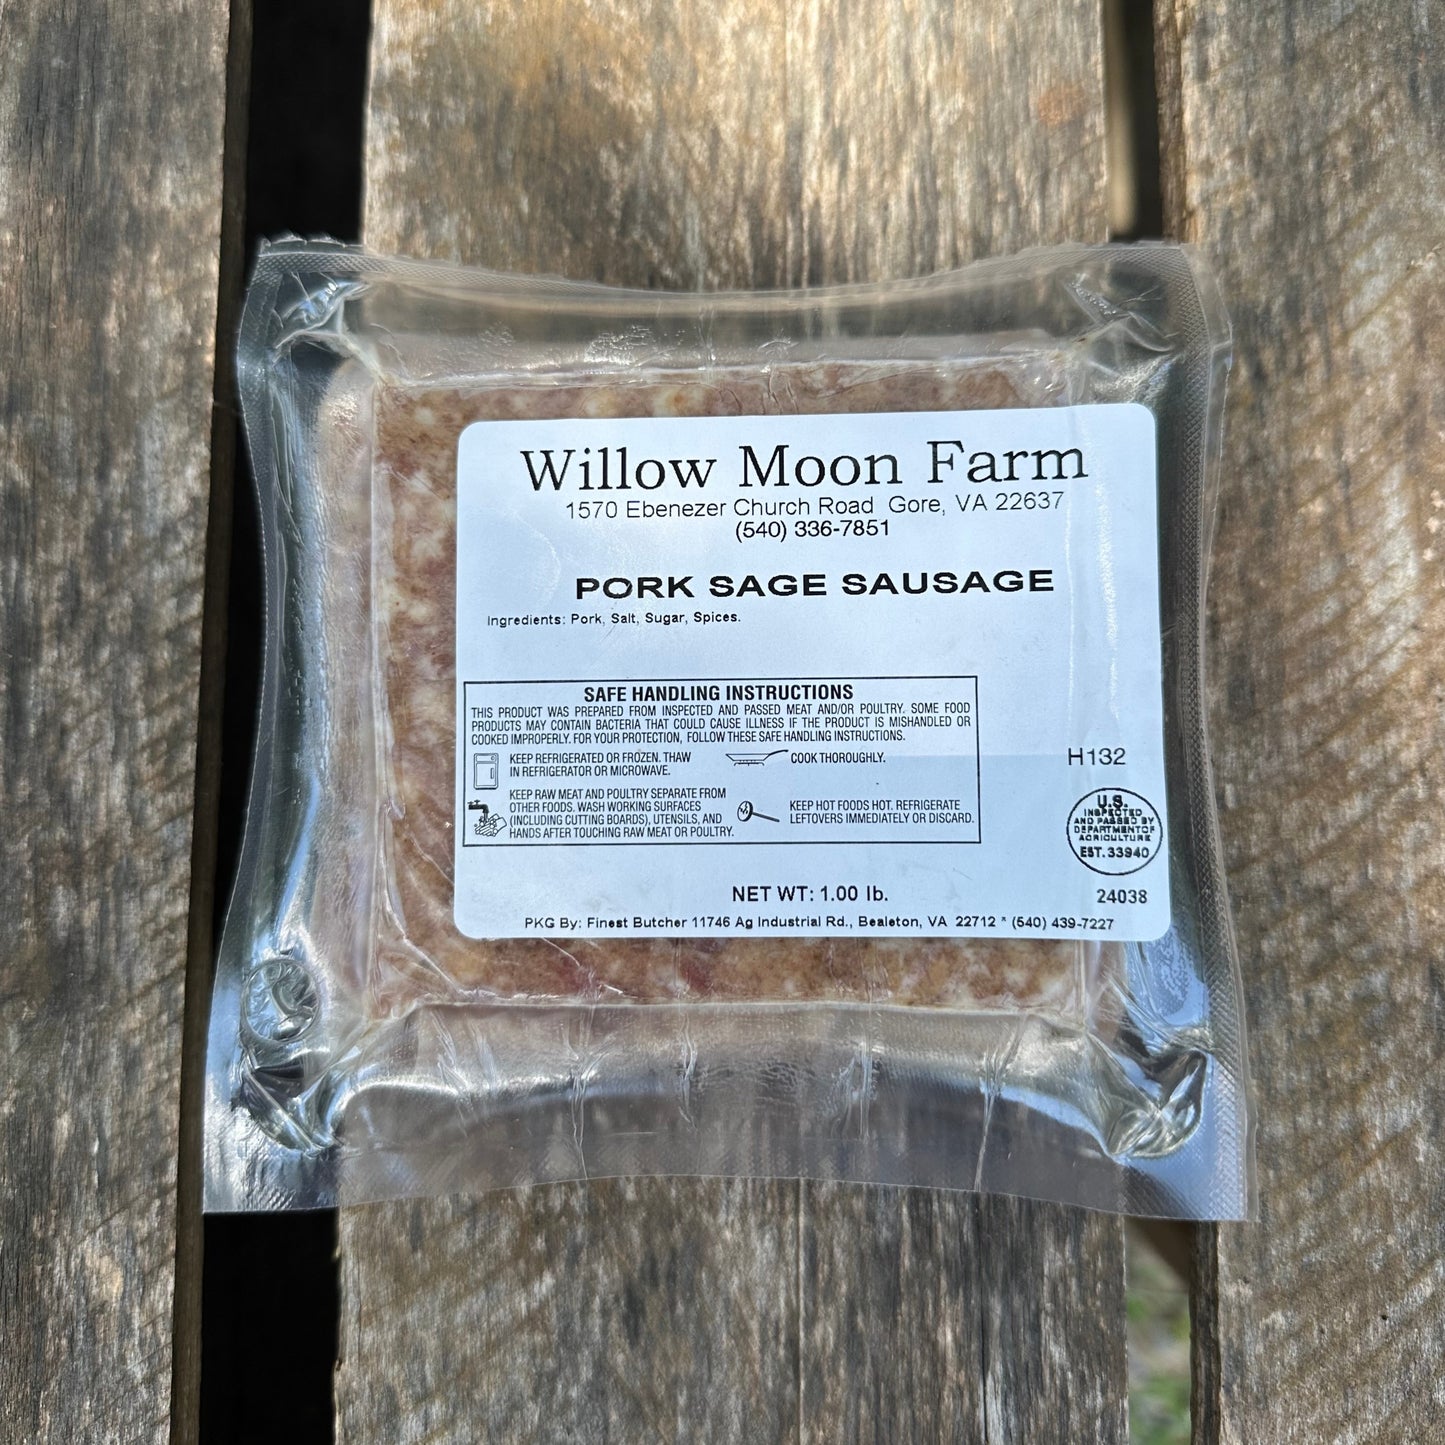 Willow Moon Farm
1570 Ebenezer Church Road Gore, VA 22637
(540) 336-7851
PORK SAGE SAUSAGE
Ingredients: Pork, Salt, Sugar, Spices.
SAFE HANDLING INSTRUCTIONS
THIS PRODUCT WAS PREPARED FROM INSPECTED AND PASSED MEAT AND/OR POULTRY. SOME FOOD
PRODUCTS MAY CONTAIN BACTERIA THAT COULD CAUSE ILLNESS IF THE PRODUCT IS MISHANDLED OR
COOKED IMPROPERLY. FOR YOUR PROTECTION, FOLLOW THESE SAFE HANDLING INSTRUCTIONS.
KEEP REFRIGERATED OR FROZEN. THAW
IN REFRIGERATOR OR MICROWAVE.
COOK THOROUGHLY.
KEEP RAW MEAT AND POULTRY SEPARATE FROM
OTHER FOODS. WASH WORKING SURFACES
(INCLUDING CUTTING BOARDS), UTENSILS, AND
HANDS AFTER TOUCHING RAW MEAT OR POULTRY.
KEEP HOT FOODS HOT. REFRIGERATE
LEFTOVERS IMMEDIATELY OR DISCARD.
H132
U.S.
INSPECTED
AND PASSED BY
DEPARTMENT OF
AGRICULTURE
EST. 33940
NET WT: 1.00 lb.
24038
PKG By: Finest Butcher 11746 Ag Industrial Rd., Bealeton, VA 22712 * (540) 439-7227